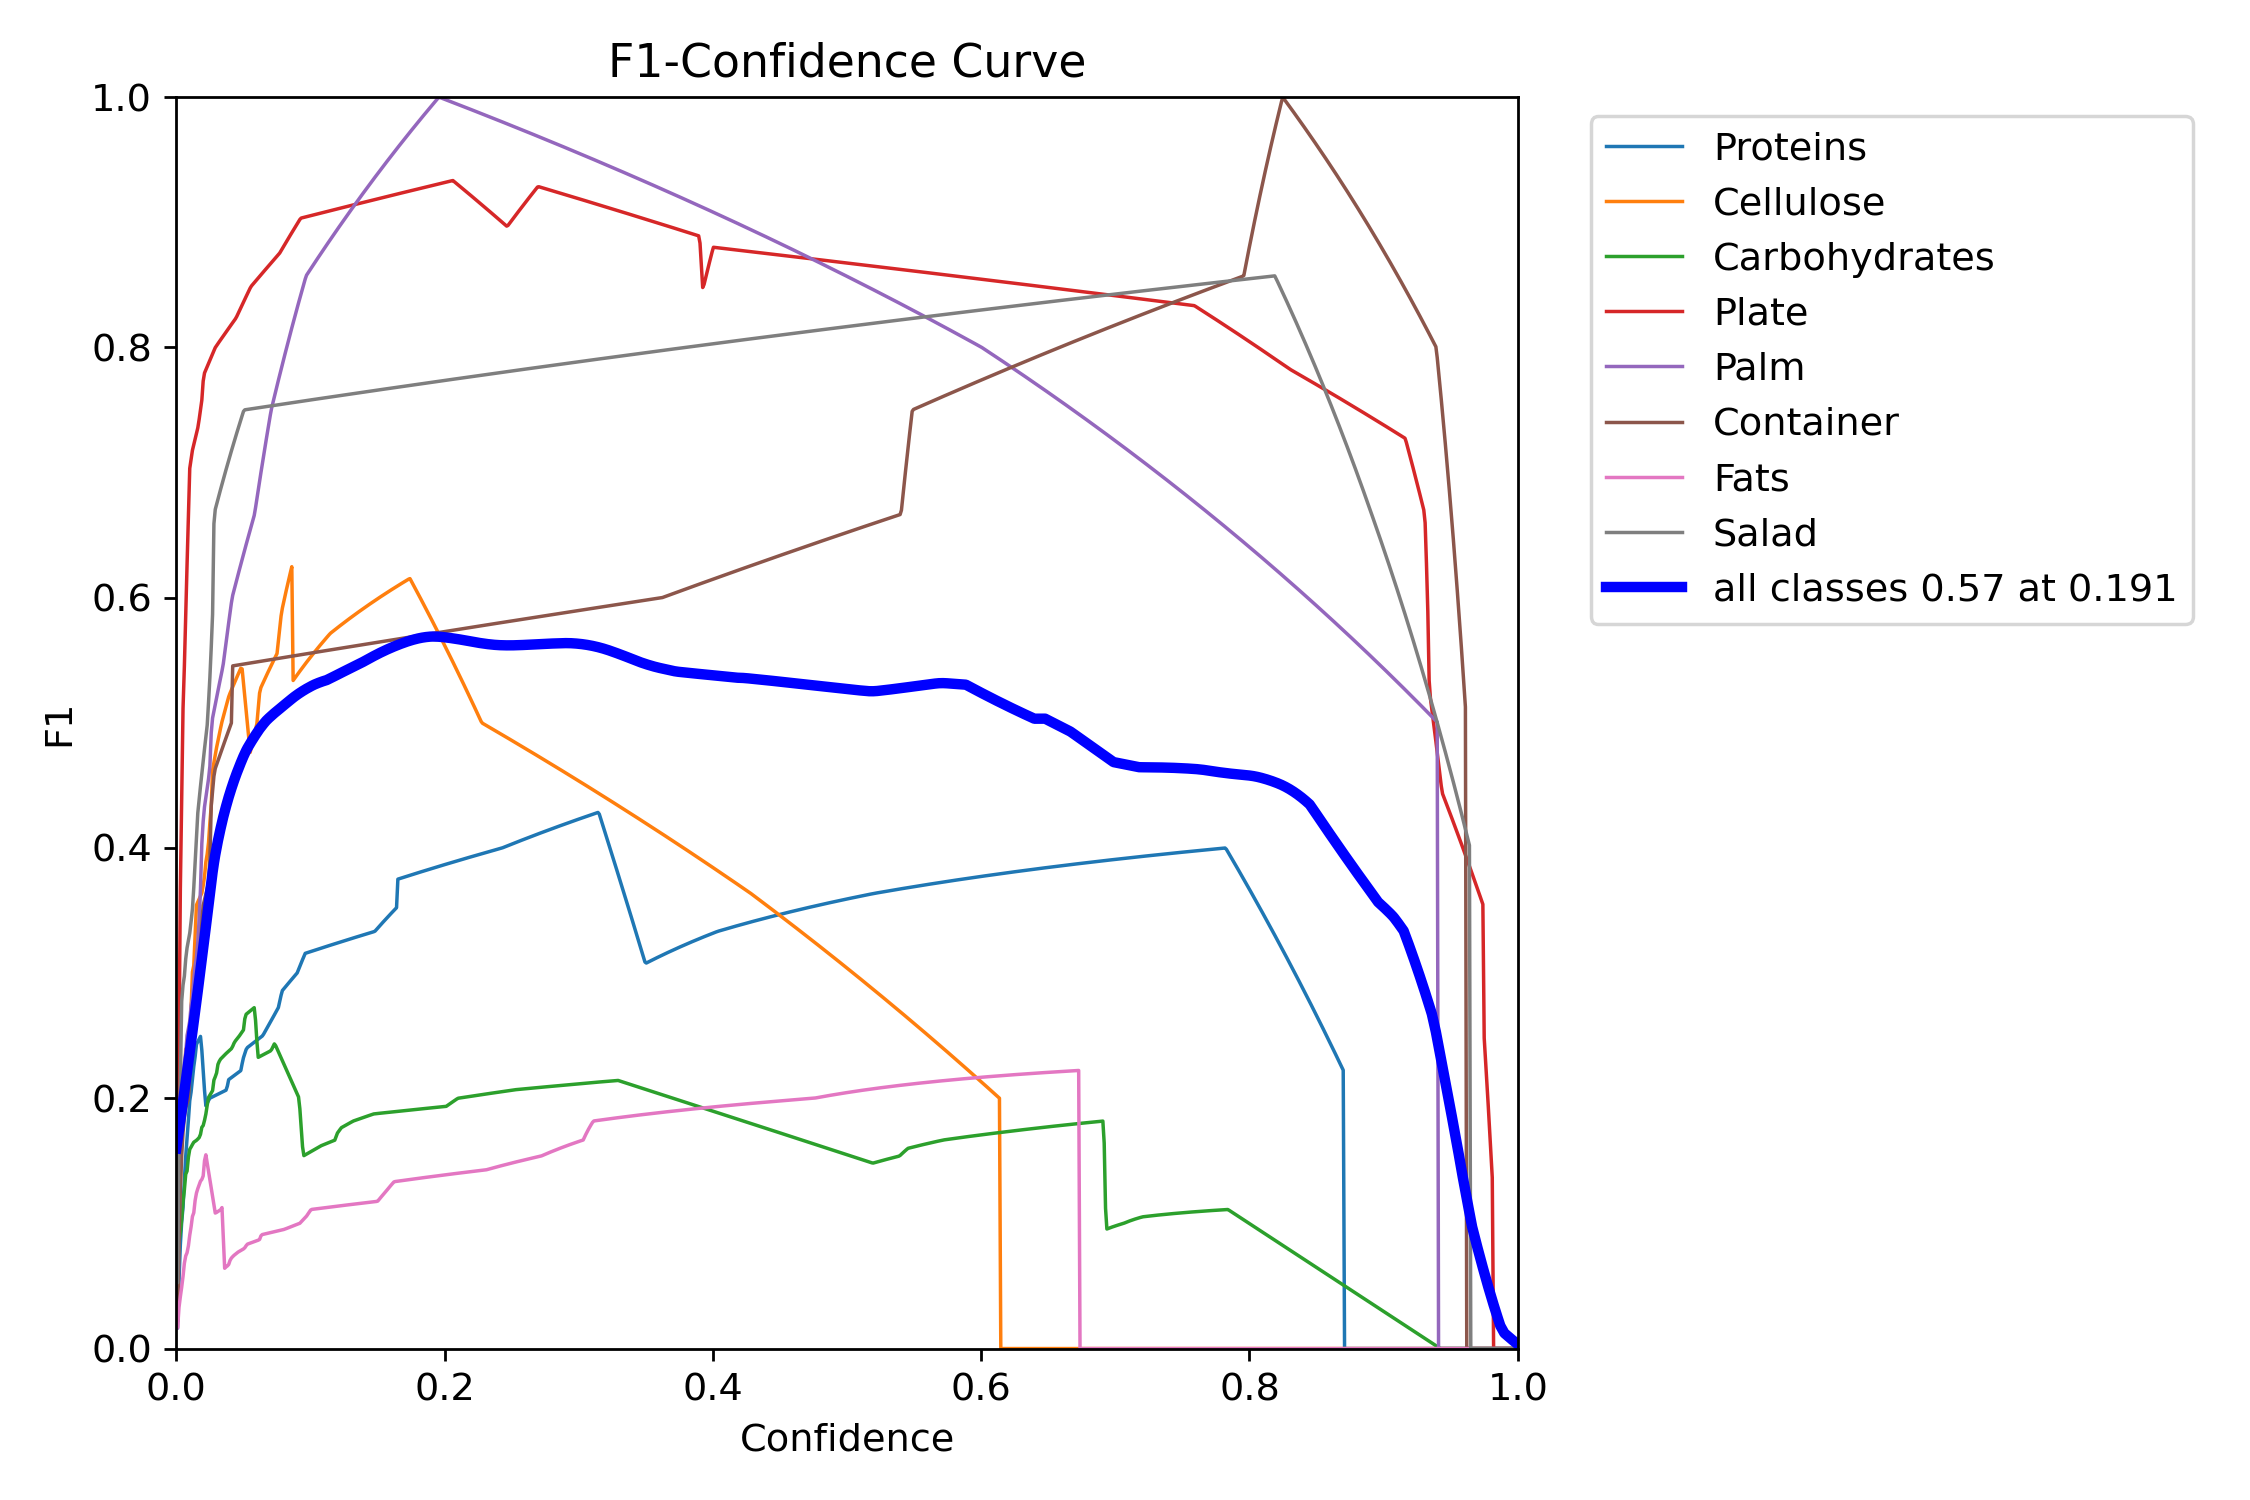 F1-Confidence Curve
1.0
0.8
0.6
0.4
0.2
0.0
F1
0.0 0.2 0.4 0.6 0.8 1.0
Confidence
Proteins
Cellulose
Carbohydrates
Plate
Palm
Container
Fats
Salad
all classes 0.57 at 0.191